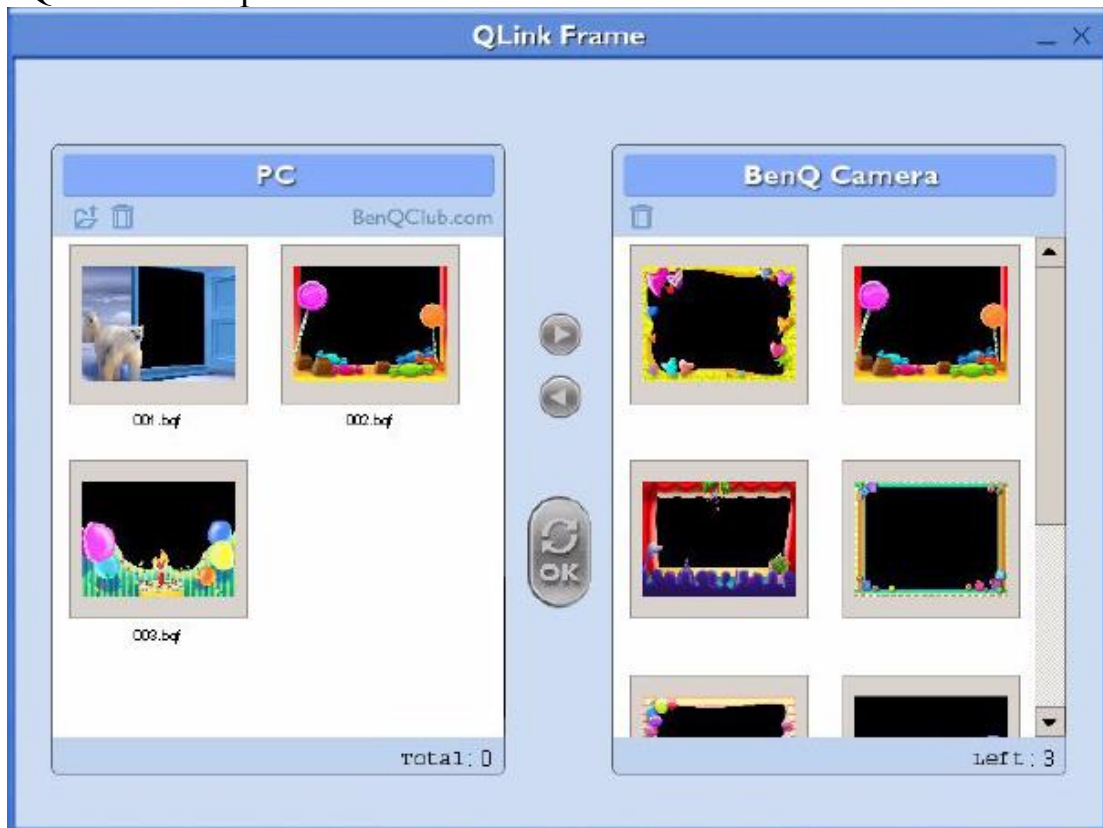 QLink Frame
PC
BenQClub.com
001.bqf
002.bqf
003.bqf
Total: 0
OK
BenQ Camera
Left: 3